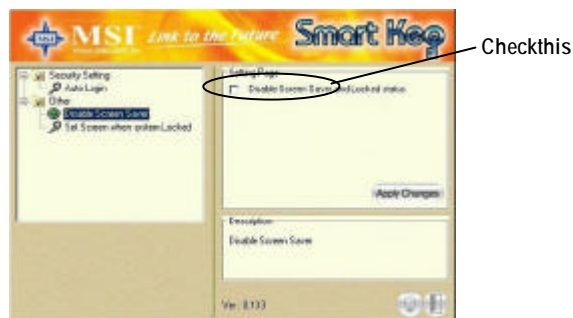 MSI Link to the Future
Smart Key
Checkthis
Security Setting
Auto Login
Other
Disable Screen Saver
Set Screen when system Locked
Setting Page
Disable Screen Saver and Locked status
Apply Changes
Description
Disable Screen Saver
Ver: 8.133